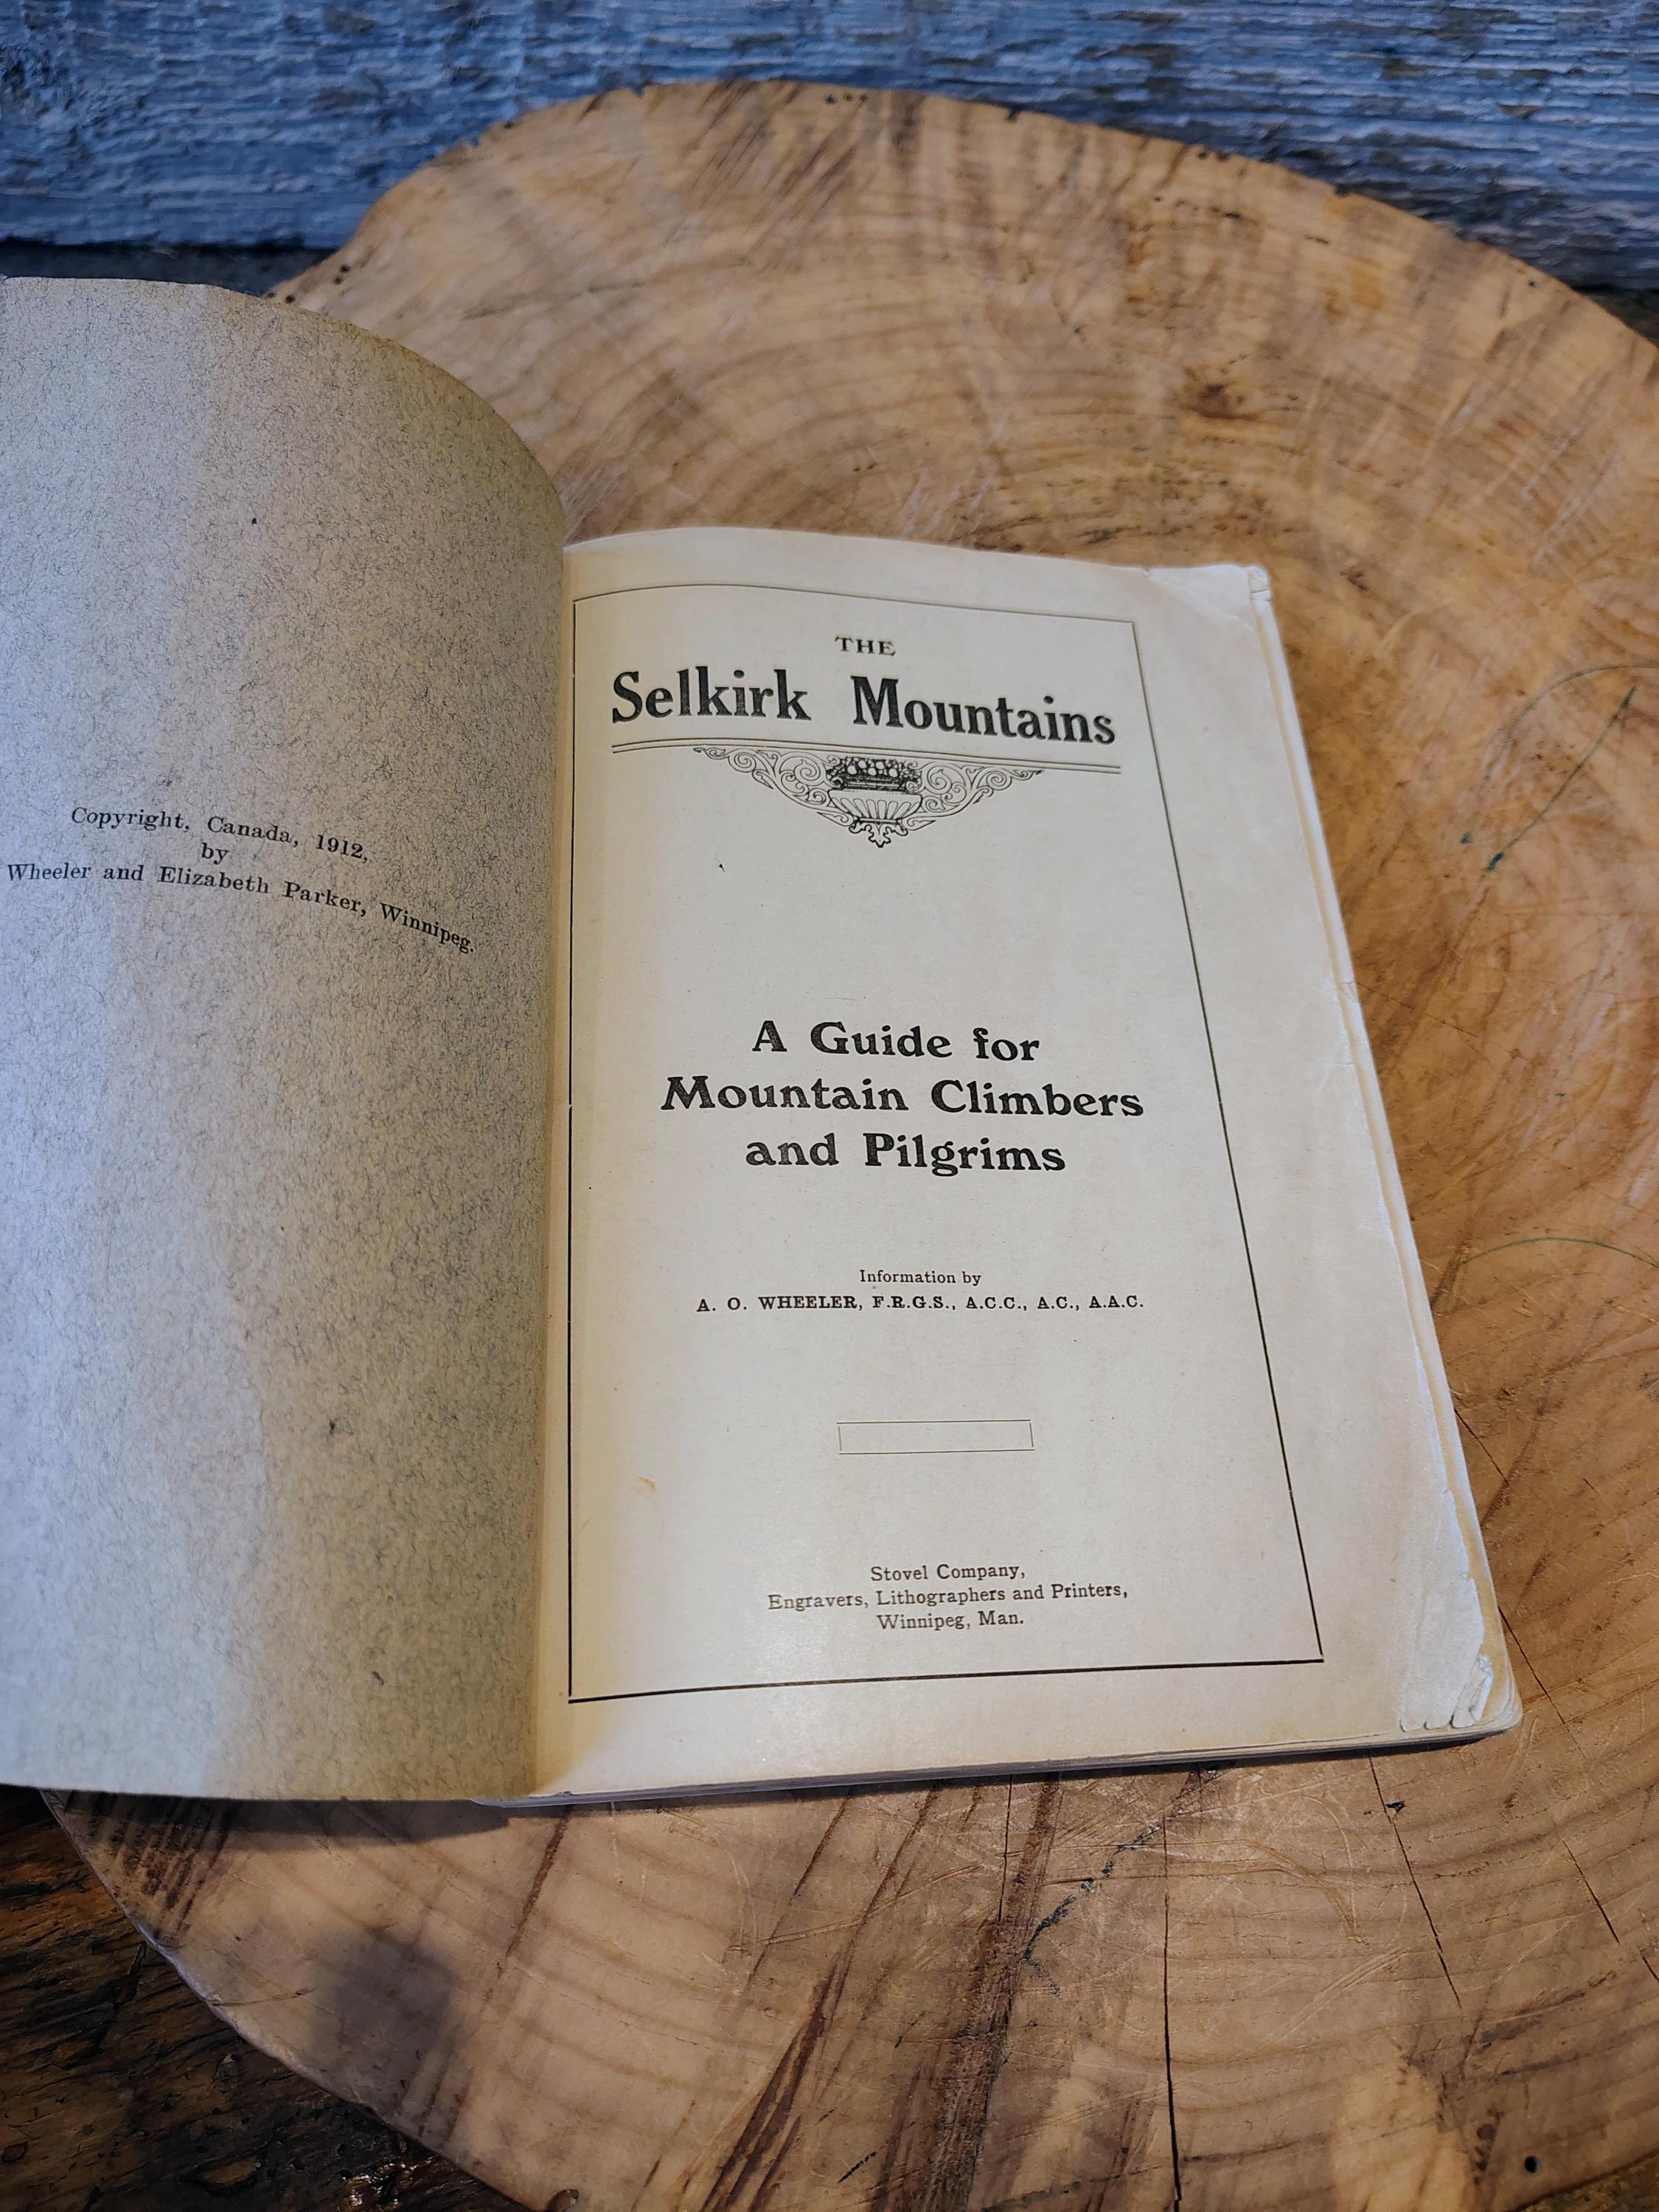 Copyright, Canada, 1912,
by
Wheeler and Elizabeth Parker, Winnipeg.
THE
Selkirk Mountains
A Guide for
Mountain Climbers
and Pilgrims
Information by
A. O. WHEELER, F.R.G.S., A.C.C., A.C., A.A.C.
Stovel Company,
Engravers, Lithographers and Printers,
Winnipeg, Man.